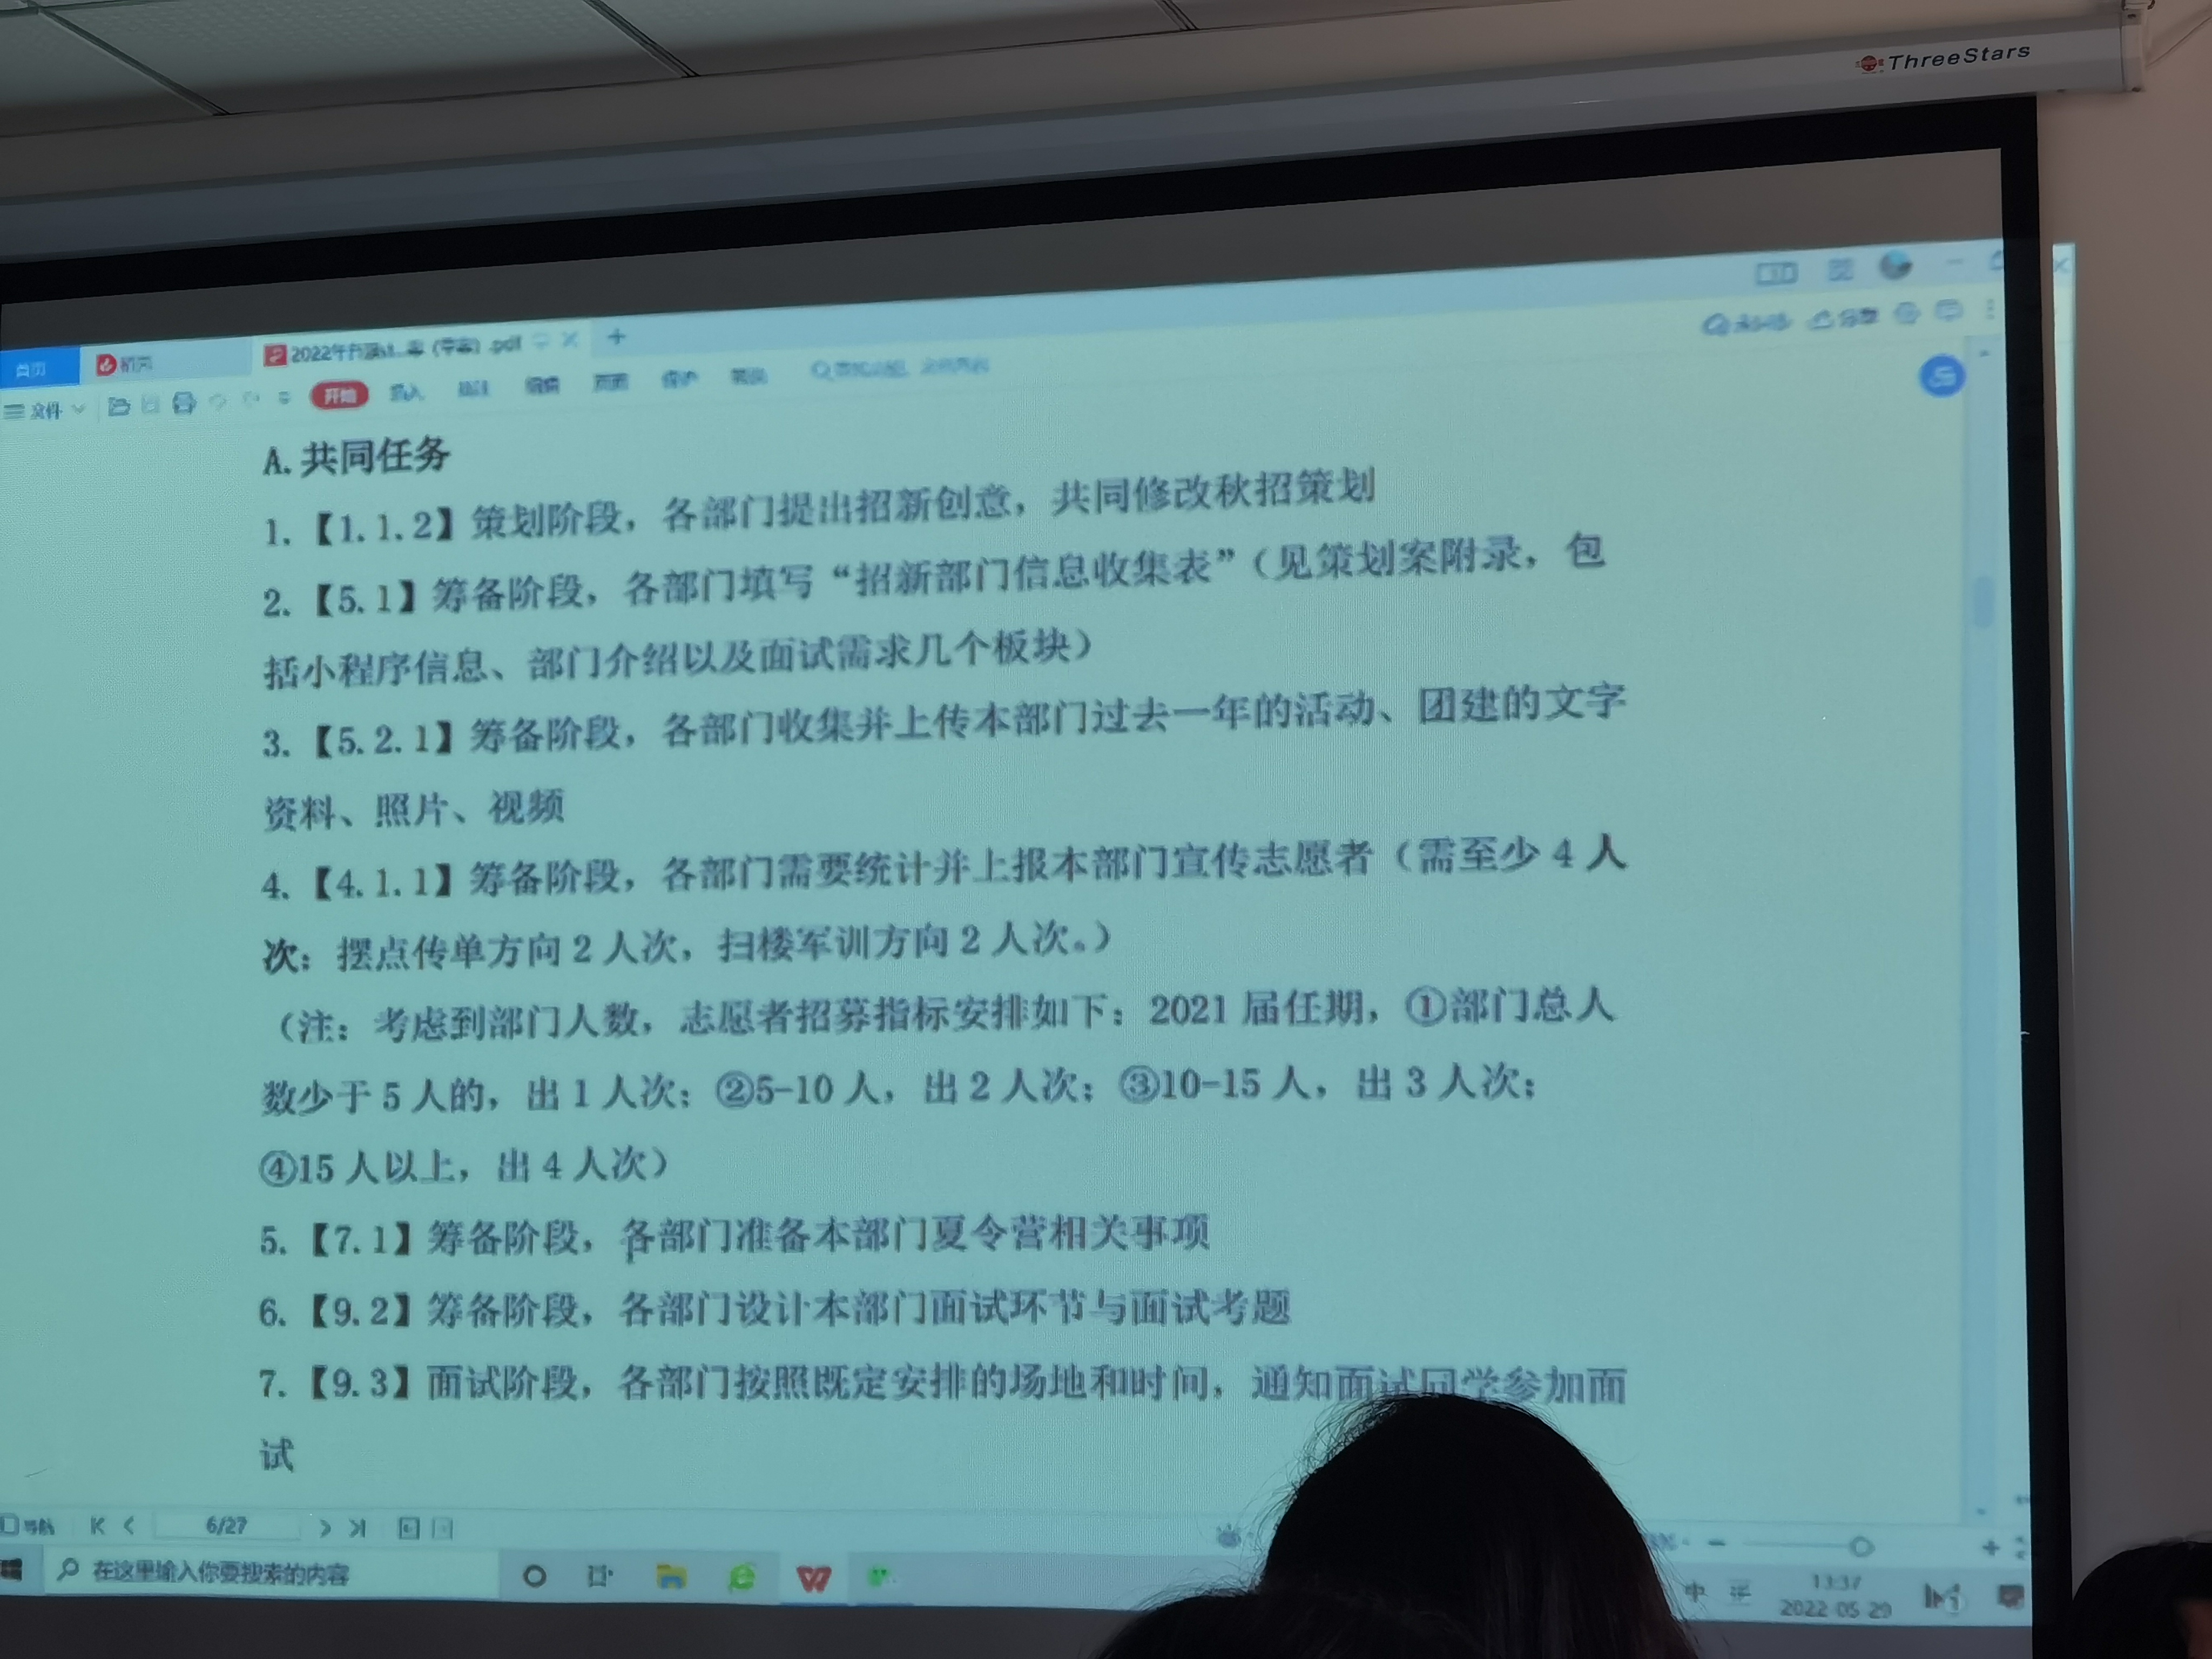 ThreeStars
首页
稻壳
.pdf
文件
开始
插入
编辑
页面
保护
A.共同任务
1.【1.1.2】策划阶段，各部门提出招新创意，共同修改秋招策划
2.【5.1】筹备阶段，各部门填写“招新部门信息收集表”（见策划案附录，包
括小程序信息、部门介绍以及面试需求几个板块）
3.【5.2.1】筹备阶段，各部门收集并上传本部门过去一年的活动、团建的文字
资料、照片、视频
4.【4.1.1】筹备阶段，各部门需要统计并上报本部门宣传志愿者（需至少 4 人
次：摆点传单方向 2 人次，扫楼军训方向 2 人次。）
（注：考虑到部门人数，志愿者招募指标安排如下：2021 届任期，①部门总人
数少于 5 人的，出 1 人次；②5-10 人，出 2 人次；③10-15 人，出 3 人次；
④15 人以上，出 4 人次）
5.【7.1】筹备阶段，各部门准备本部门夏令营相关事项
6.【9.2】筹备阶段，各部门设计本部门面试环节与面试考题
7.【9.3】面试阶段，各部门按照既定安排的场地和时间，通知面试同学参加面
试
导航
6/27
在这里输入你要搜索的内容
中
13:37
2022 05 29